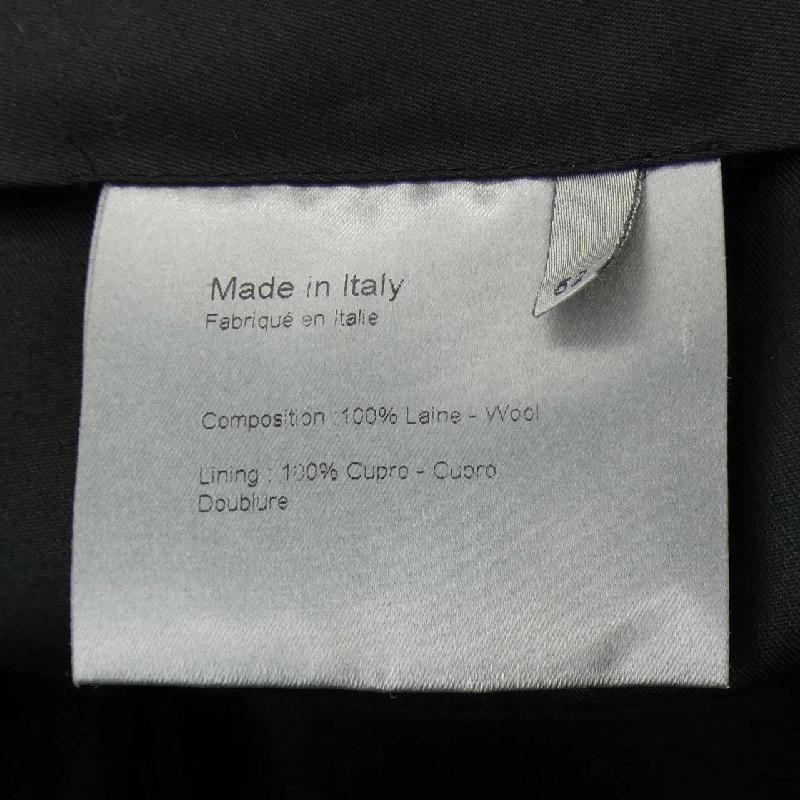 Made in Italy
Fabriqué en Italie
Composition : 100% Laine - Wool
Lining : 100% Cupro - Cupro
Doublure